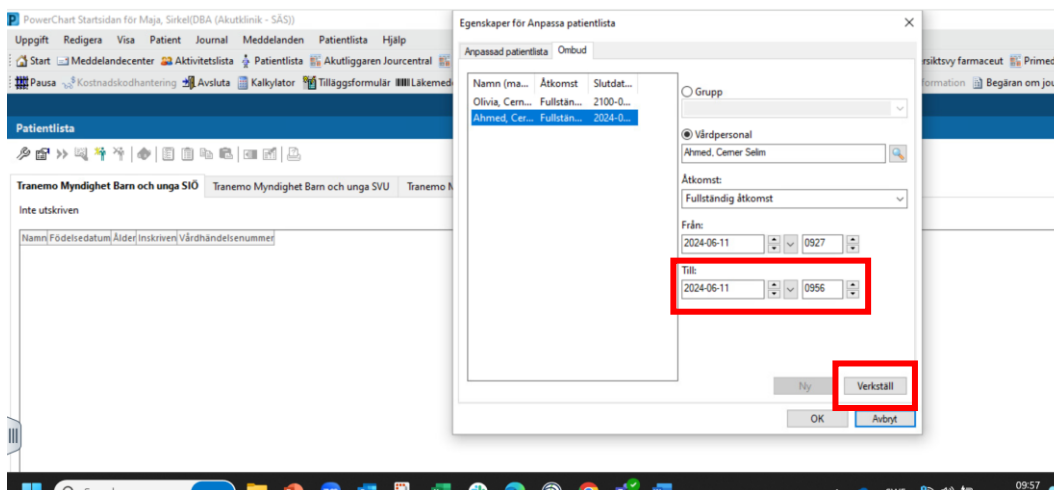 PowerChart Startsidan för Maja, Sirkel(DBA (Akutklinik - SÄS))
Uppgift Redigera Visa Patient Journal Meddelanden Patientlista Hjälp
Start Meddelandecenter Aktivitetslista Patientlista Akutliggaren Jourcentral
rsiktsvy farmaceut Primed
Pausa Kostnadskodhantering Avsluta Kalkylator Tilläggsformulär Läkemed
formation Begäran om jou
Patientlista
Tranemo Myndighet Barn och unga SIÖ Tranemo Myndighet Barn och unga SVU Tranemo M
Inte utskriven
Namn Födelsedatum Ålder Inskriven Vårdhändelsenummer
Egenskaper för Anpassa patientlista
Anpassad patientlista Ombud
Namn (ma... Åtkomst Slutdat...
Olivia, Cern... Fullstän... 2100-0...
Ahmed, Cer... Fullstän... 2024-0...
Grupp
Vårdpersonal
Ahmed, Cerner Selim
Åtkomst:
Fullständig åtkomst
Från:
2024-06-11 0927
Till:
2024-06-11 0956
Ny Verkställ
OK Avbryt
09:57